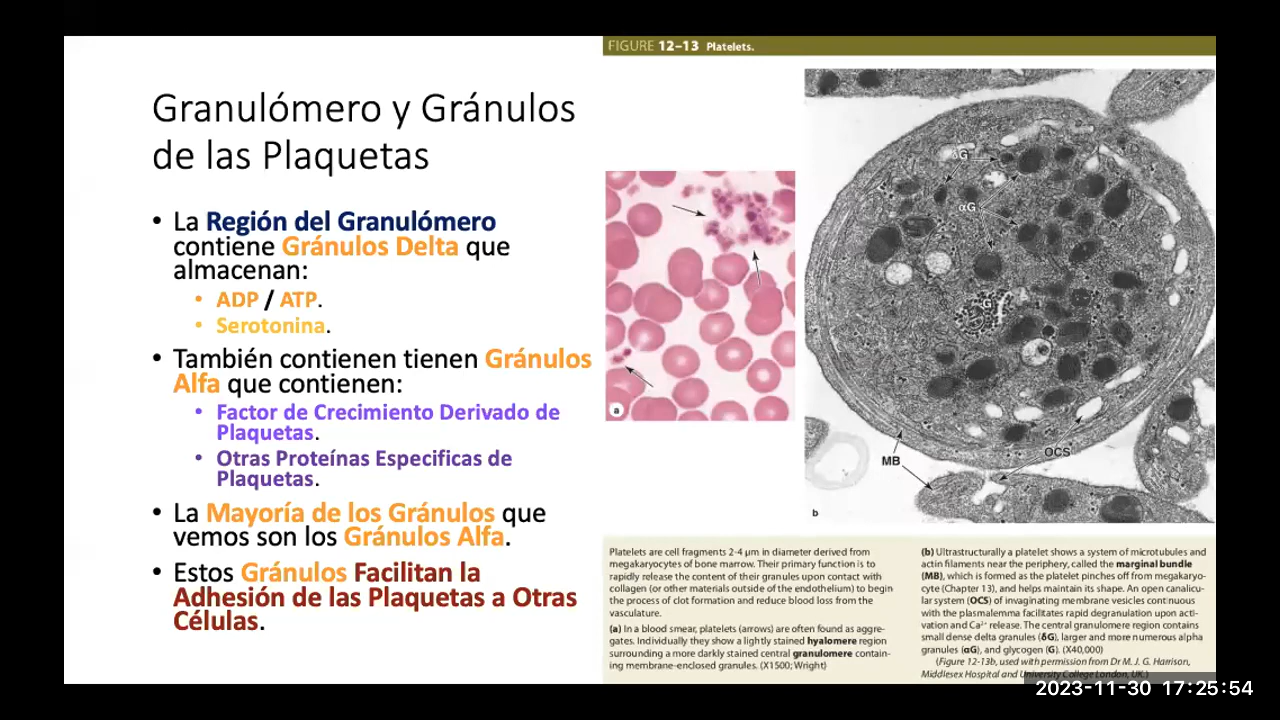 Granulómero y Gránulos
de las Plaquetas
• La Región del Granulómero
contiene Gránulos Delta que
almacenan:
• ADP / ATP.
• Serotonina.
• También contienen tienen Gránulos
Alfa que contienen:
• Factor de Crecimiento Derivado de
Plaquetas.
• Otras Proteínas Especificas de
Plaquetas.
• La Mayoría de los Gránulos que
vemos son los Gránulos Alfa.
• Estos Gránulos Facilitan la
Adhesión de las Plaquetas a Otras
Células.
FIGURE 12–13 Platelets.
a
δG
αG
G
MB
OCS
b
Platelets are cell fragments 2-4 μm in diameter derived from
megakaryocytes of bone marrow. Their primary function is to
rapidly release the content of their granules upon contact with
collagen (or other materials outside of the endothelium) to begin
the process of clot formation and reduce blood loss from the
vasculature.
(a) In a blood smear, platelets (arrows) are often found as aggre-
gates. Individually they show a lightly stained hyalomere region
surrounding a more darkly stained central granulomere contain-
ing membrane-enclosed granules. (X1500; Wright)
(b) Ultrastructurally a platelet shows a system of microtubules and
actin filaments near the periphery, called the marginal bundle
(MB), which is formed as the platelet pinches off from megakaryo-
cyte (Chapter 13), and helps maintain its shape. An open canalicu-
lar system (OCS) of invaginating membrane vesicles continuous
with the plasmalemma facilitates rapid degranulation upon acti-
vation and Ca²⁺ release. The central granulomere region contains
small dense delta granules (δG), larger and more numerous alpha
granules (αG), and glycogen (G). (X40,000)
(Figure 12-13b, used with permission from Dr M. J. G. Harrison,
Middlesex Hospital and University College London, UK.)
2023-11-30 17:25:54